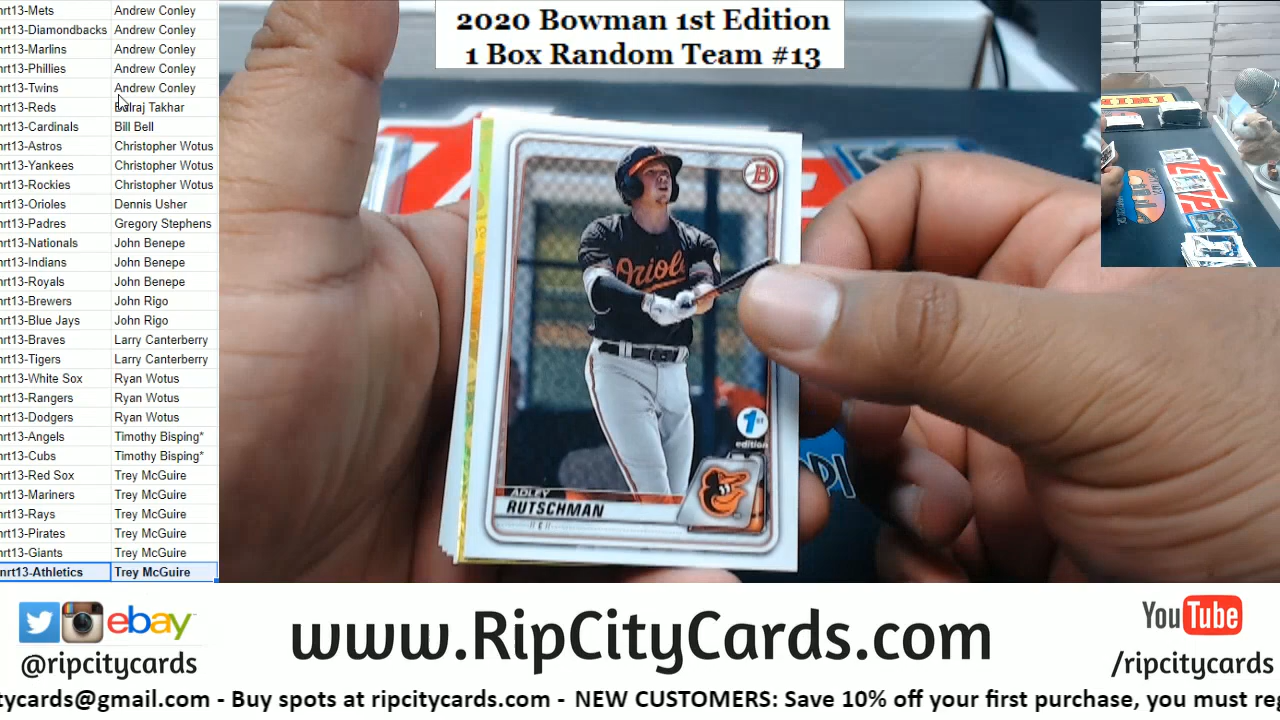 2020 Bowman 1st Edition
1 Box Random Team #13
nrt13-Mets Andrew Conley
nrt13-Diamondbacks Andrew Conley
nrt13-Marlins Andrew Conley
nrt13-Phillies Andrew Conley
nrt13-Twins Andrew Conley
nrt13-Reds Takhar
nrt13-Cardinals Bill Bell
nrt13-Astros Christopher Wotus
nrt13-Yankees Christopher Wotus
nrt13-Rockies Christopher Wotus
nrt13-Orioles Dennis Usher
nrt13-Padres Gregory Stephens
nrt13-Nationals John Benepe
nrt13-Indians John Benepe
nrt13-Royals John Benepe
nrt13-Brewers John Rigo
nrt13-Blue Jays John Rigo
nrt13-Braves Larry Canterberry
nrt13-Tigers Larry Canterberry
nrt13-White Sox Ryan Wotus
nrt13-Rangers Ryan Wotus
nrt13-Dodgers Ryan Wotus
nrt13-Angels Timothy Bisping*
nrt13-Cubs Timothy Bisping*
nrt13-Red Sox Trey McGuire
nrt13-Mariners Trey McGuire
nrt13-Rays Trey McGuire
nrt13-Pirates Trey McGuire
nrt13-Giants Trey McGuire
nrt13-Athletics Trey McGuire
B
Orioles
1st
edition
ADLEY
RUTSCHMAN
C
ebay
@ripcitycards
www.RipCityCards.com
YouTube
/ripcitycards
tycards@gmail.com - Buy spots at ripcitycards.com - NEW CUSTOMERS: Save 10% off your first purchase, you must reg